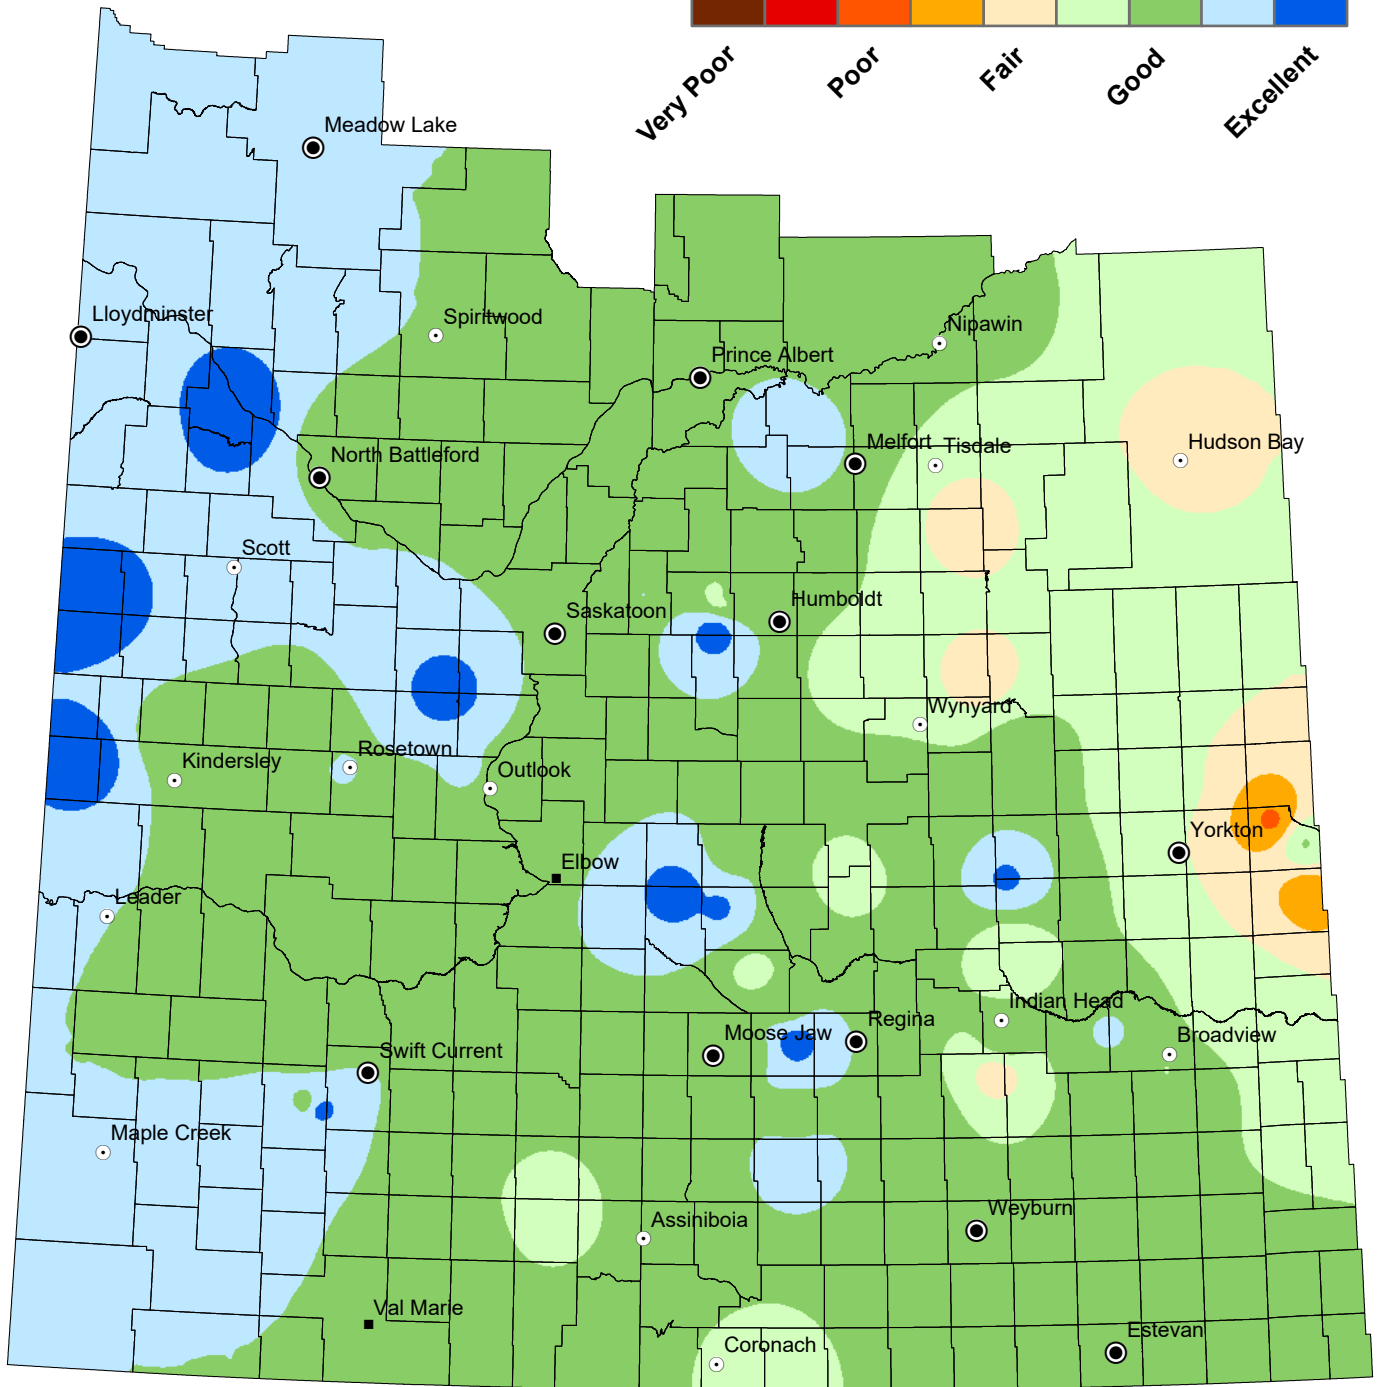 Very Poor
Poor
Fair
Good
Excellent
Meadow Lake
Lloydminster
Spiritwood
Nipawin
Prince Albert
North Battleford
Melfort
Tisdale
Hudson Bay
Scott
Saskatoon
Humboldt
Wynyard
Kindersley
Rosetown
Outlook
Yorkton
Elbow
Leader
Indian Head
Moose Jaw
Regina
Broadview
Swift Current
Maple Creek
Assiniboia
Weyburn
Val Marie
Coronach
Estevan